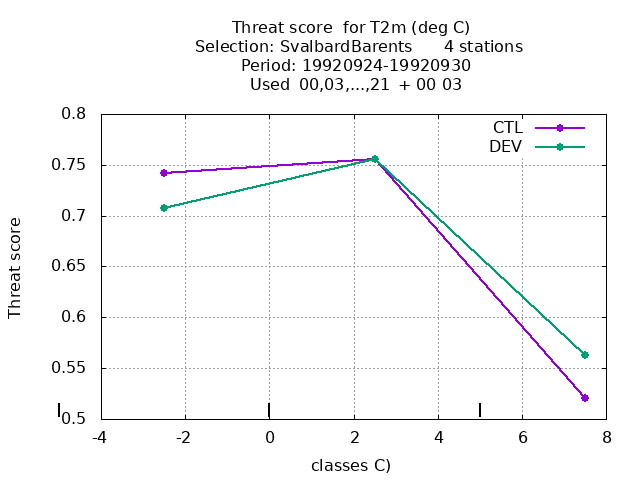 Threat score  for T2m (deg C)
Selection: SvalbardBarents      4 stations
Period: 19920924-19920930
Used  00,03,...,21  + 00 03
CTL
DEV
0.8
0.75
0.7
0.65
0.6
0.55
0.5
Threat score
-4
-2
0
2
4
6
8
classes C)